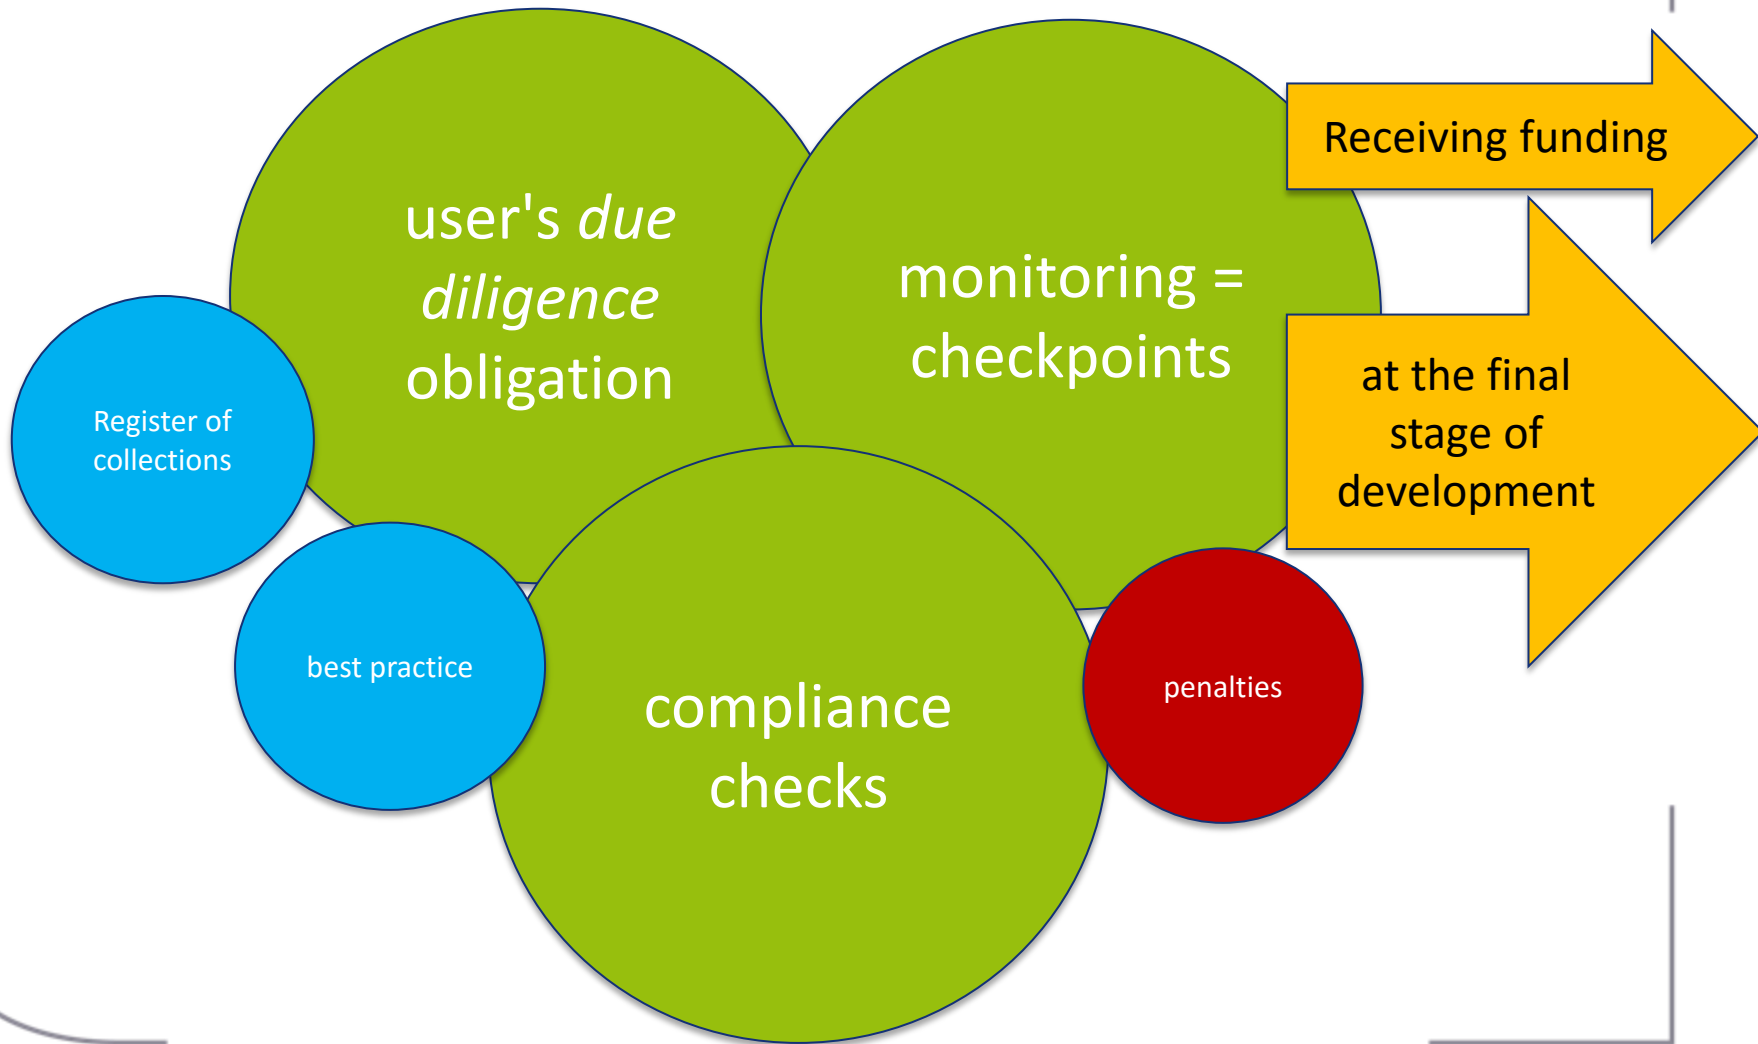 user's due
diligence
obligation
monitoring =
checkpoints
Receiving funding
at the final
stage of
development
Register of
collections
best practice
compliance
checks
penalties